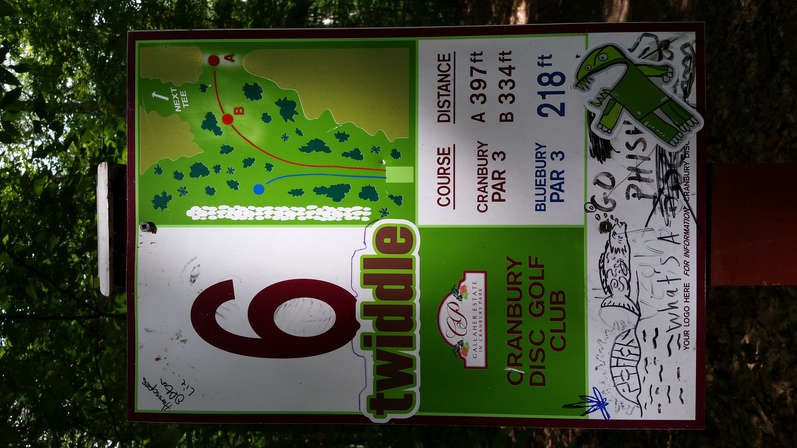 6
twiddle
NEXT
TEE
B
A
CP
GALLAHER ESTATE
IN CRANBURY PARK
CRANBURY
DISC GOLF
CLUB
COURSE DISTANCE
CRANBURY
PAR 3
A 397ft
B 334ft
BLUEBURY
PAR 3
218ft
GO
PHISH
what's A
YOUR LOGO HERE FOR INFORMATION: CRANBURY DISC